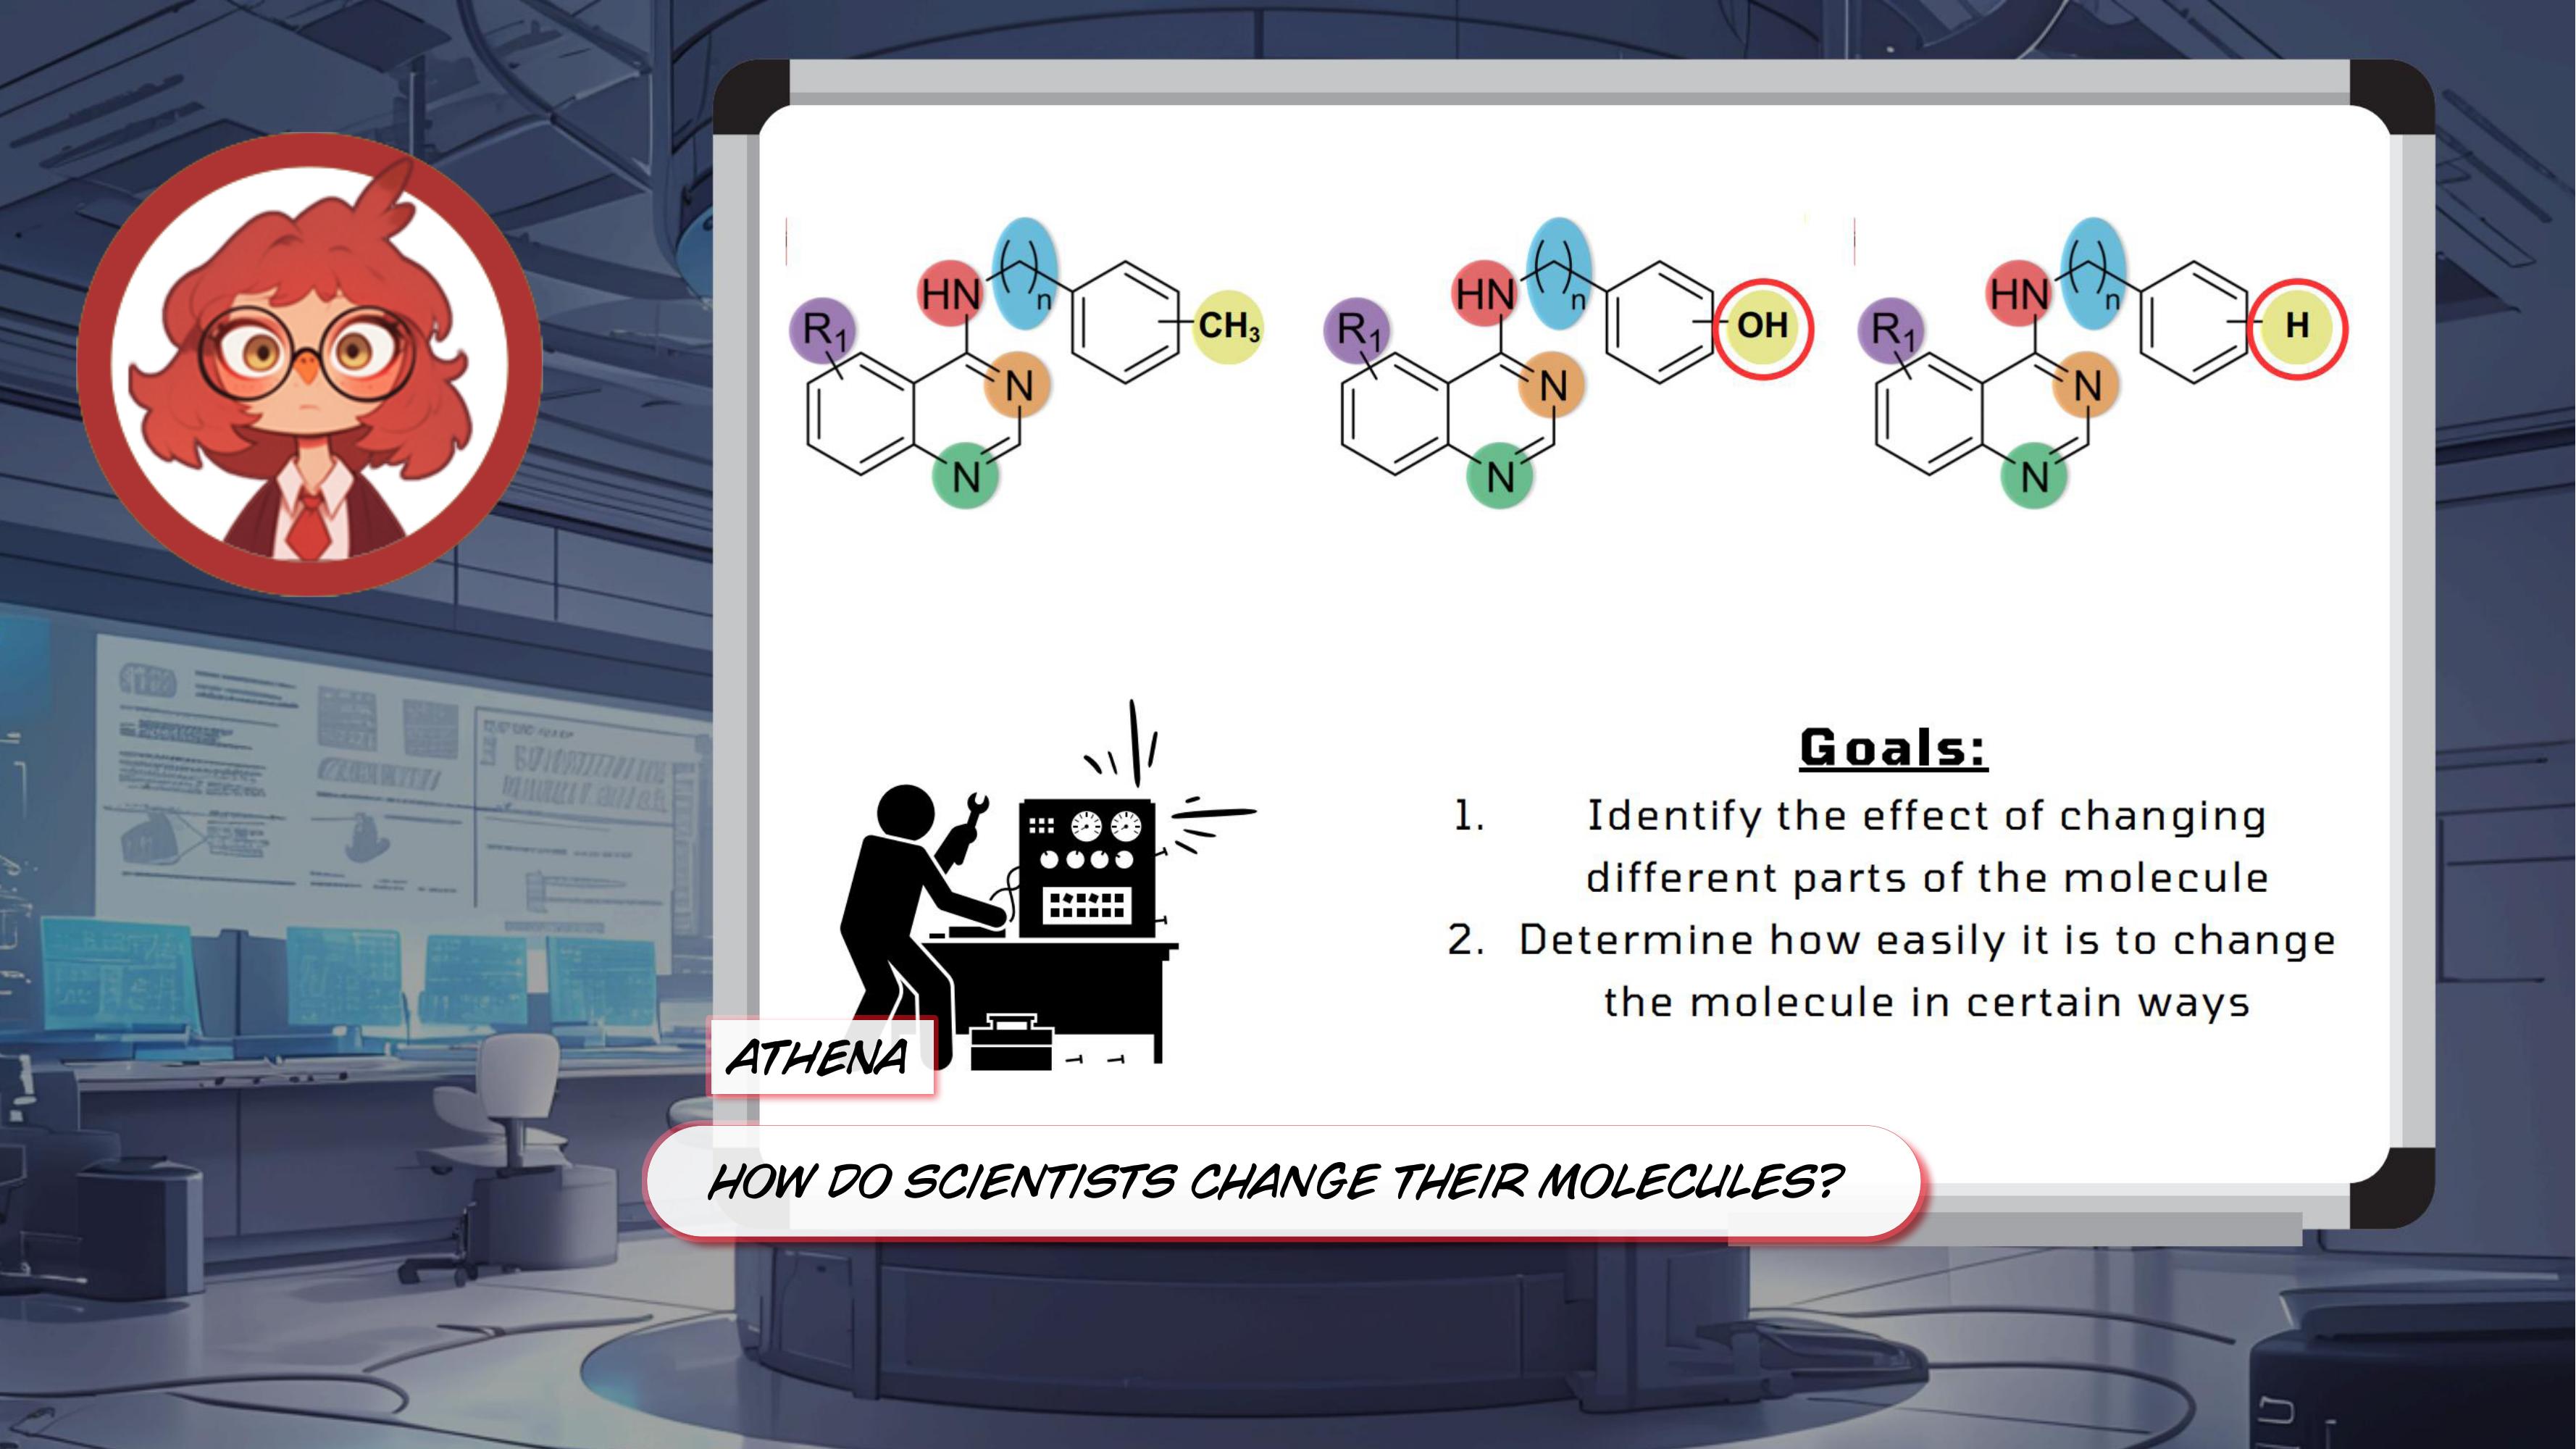 R₁ HN ( )n CH₃ N N
R₁ HN ( )n OH N N
R₁ HN ( )n H N N
Goals:
1. Identify the effect of changing
different parts of the molecule
2. Determine how easily it is to change
the molecule in certain ways
ATHENA
HOW DO SCIENTISTS CHANGE THEIR MOLECULES?